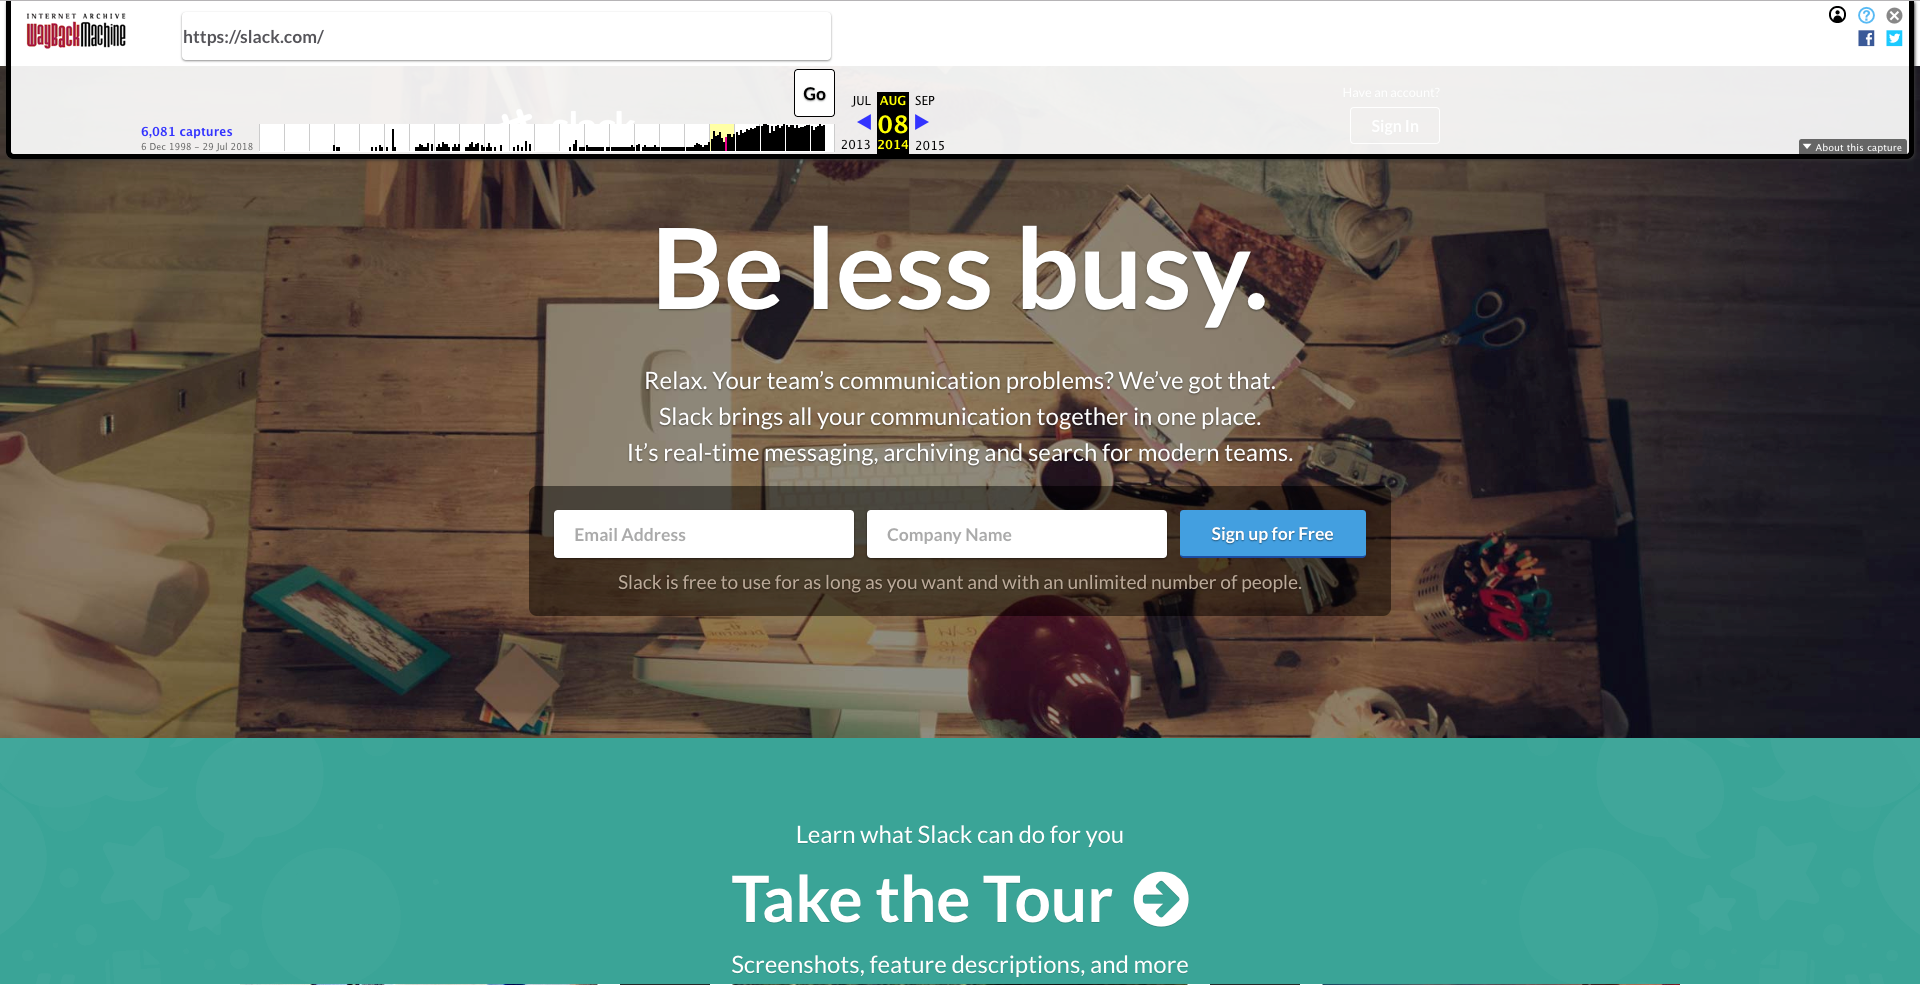 INTERNET ARCHIVE
WayBackMachine
https://slack.com/
Go
JUL AUG SEP
08
2013 2014 2015
6,081 captures
6 Dec 1998 – 29 Jul 2018
Have an account?
Sign In
About this capture
Be less busy.
Relax. Your team’s communication problems? We’ve got that.
Slack brings all your communication together in one place.
It’s real-time messaging, archiving and search for modern teams.
Email Address
Company Name
Sign up for Free
Slack is free to use for as long as you want and with an unlimited number of people.
Learn what Slack can do for you
Take the Tour
Screenshots, feature descriptions, and more